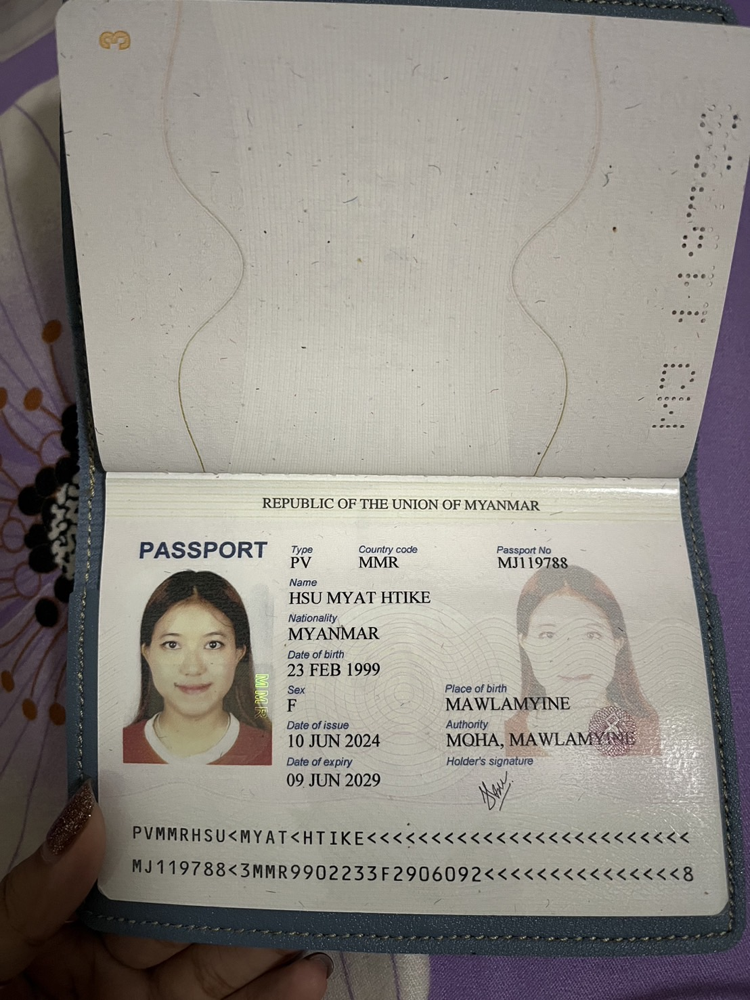 3
REPUBLIC OF THE UNION OF MYANMAR
PASSPORT
Type
Country code
Passport No
PV
MMR
MJ119788
Name
HSU MYAT HTIKE
Nationality
MYANMAR
Date of birth
23 FEB 1999
Sex
Place of birth
F
MAWLAMYINE
Date of issue
Authority
10 JUN 2024
MOHA, MAWLAMYINE
Date of expiry
Holder's signature
09 JUN 2029
MMR
PVMMRHSU<MYAT<HTIKE<<<<<<<<<<<<<<<<<<<<<<<<<
MJ119788<3MMR9902233F2906092<<<<<<<<<<<<<<<8